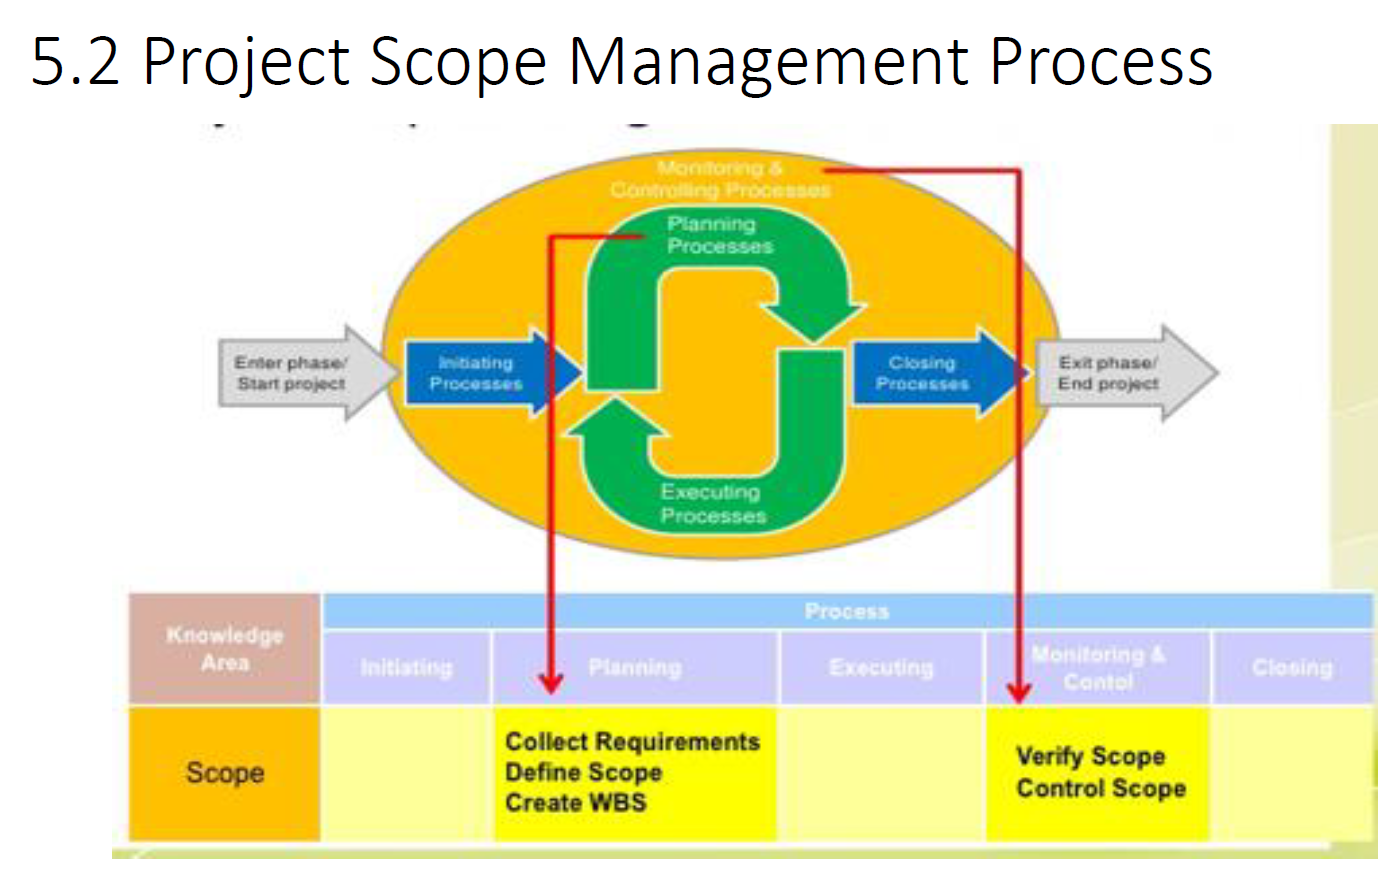 5.2 Project Scope Management Process
Monitoring &
Controlling Processes
Planning
Processes
Enter phase/
Start project
Initiating
Processes
Closing
Processes
Exit phase/
End project
Executing
Processes
Knowledge
Area
Process
Initiating
Planning
Executing
Monitoring &
Contol
Closing
Scope
Collect Requirements
Define Scope
Create WBS
Verify Scope
Control Scope